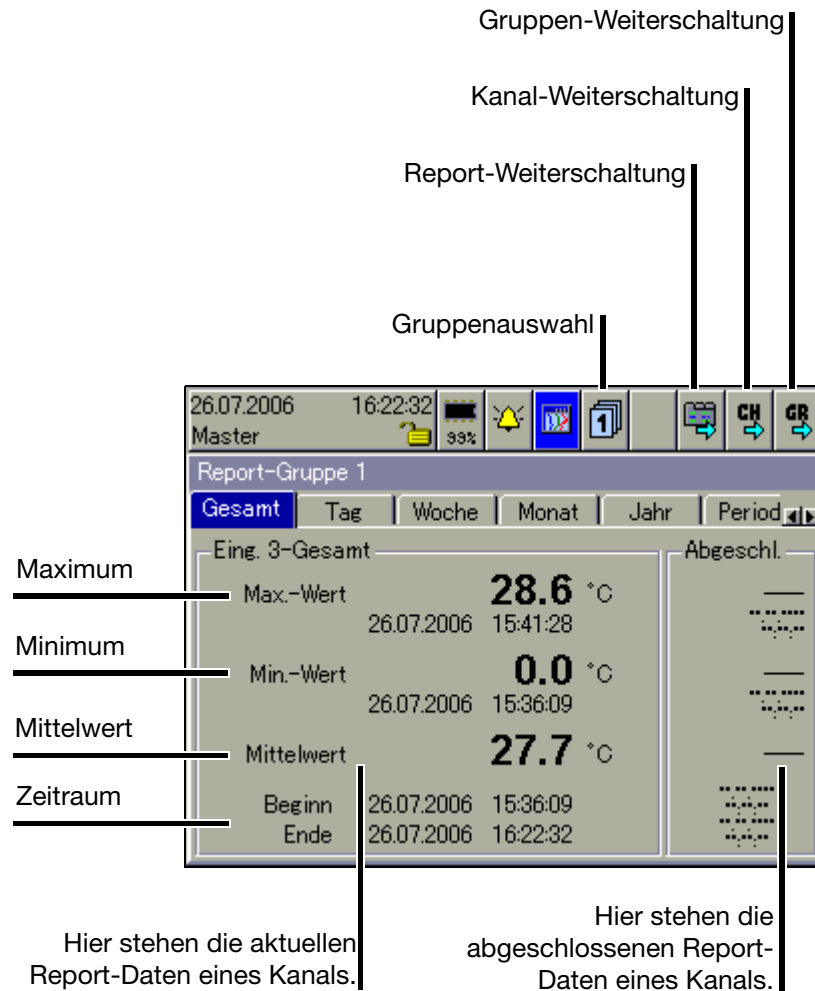 Gruppen-Weiterschaltung
Kanal-Weiterschaltung
Report-Weiterschaltung
Gruppenauswahl
26.07.2006 16:22:32
Master 99% 1 CH GR
Report-Gruppe 1
Gesamt Tag Woche Monat Jahr Period
Eing. 3-Gesamt Abgeschl.
Maximum
Max.-Wert 28.6 °C
26.07.2006 15:41:28
Minimum
Min.-Wert 0.0 °C
26.07.2006 15:36:09
Mittelwert
Mittelwert 27.7 °C
Zeitraum
Beginn 26.07.2006 15:36:09
Ende 26.07.2006 16:22:32
Hier stehen die aktuellen
Report-Daten eines Kanals.
Hier stehen die
abgeschlossenen Report-
Daten eines Kanals.